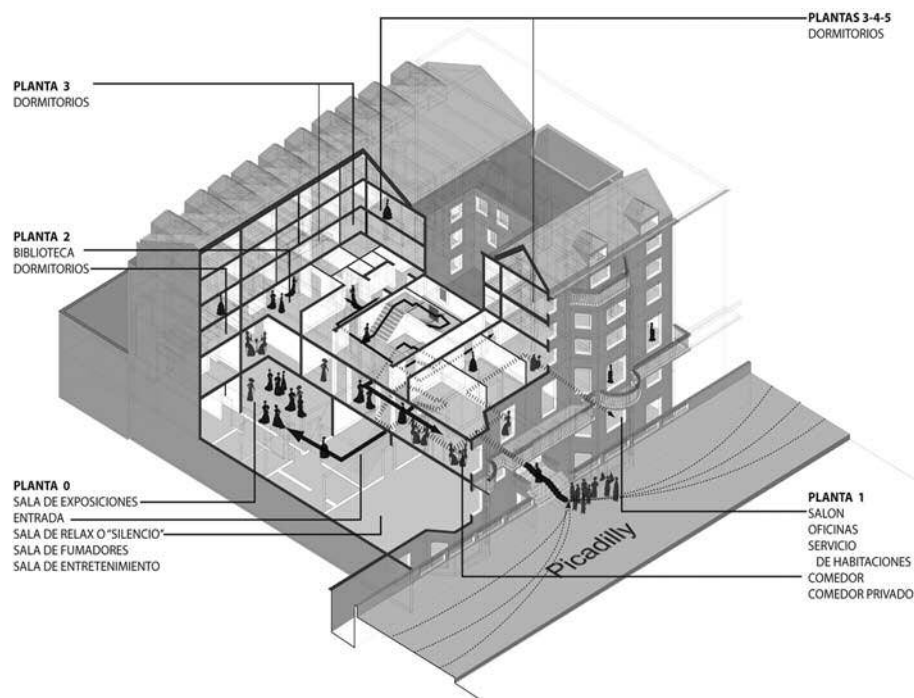 PLANTAS 3-4-5
DORMITORIOS
PLANTA 3
DORMITORIOS
PLANTA 2
BIBLIOTECA
DORMITORIOS
PLANTA 0
SALA DE EXPOSICIONES
ENTRADA
SALA DE RELAX O "SILENCIO"
SALA DE FUMADORES
SALA DE ENTRETENIMIENTO
Picadilly
PLANTA 1
SALON
OFICINAS
SERVICIO
DE HABITACIONES
COMEDOR
COMEDOR PRIVADO